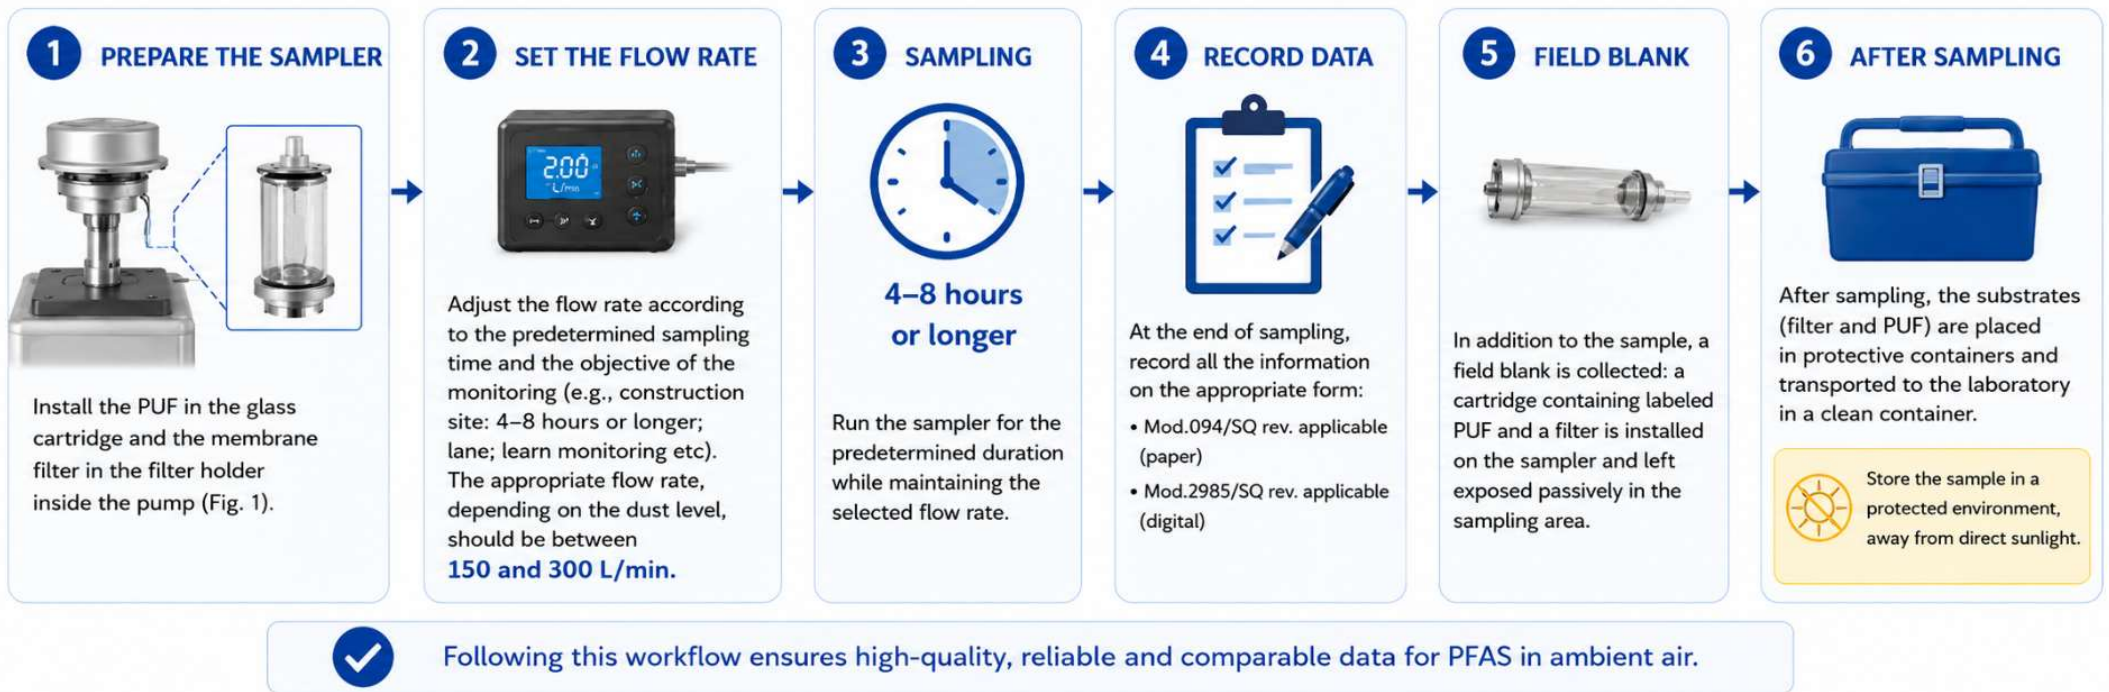 1 PREPARE THE SAMPLER
Install the PUF in the glass
cartridge and the membrane
filter in the filter holder
inside the pump (Fig. 1).
2 SET THE FLOW RATE
2.00
L/min
Adjust the flow rate according
to the predetermined sampling
time and the objective of the
monitoring (e.g., construction
site: 4–8 hours or longer;
lane; learn monitoring etc).
The appropriate flow rate,
depending on the dust level,
should be between
150 and 300 L/min.
3 SAMPLING
4–8 hours
or longer
Run the sampler for the
predetermined duration
while maintaining the
selected flow rate.
4 RECORD DATA
At the end of sampling,
record all the information
on the appropriate form:
• Mod.094/SQ rev. applicable
(paper)
• Mod.2985/SQ rev. applicable
(digital)
5 FIELD BLANK
In addition to the sample, a
field blank is collected: a
cartridge containing labeled
PUF and a filter is installed
on the sampler and left
exposed passively in the
sampling area.
6 AFTER SAMPLING
After sampling, the substrates
(filter and PUF) are placed
in protective containers and
transported to the laboratory
in a clean container.
Store the sample in a
protected environment,
away from direct sunlight.
Following this workflow ensures high-quality, reliable and comparable data for PFAS in ambient air.